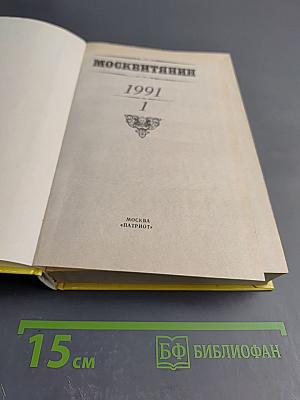 МОСКВИТЯНИН
1991
1
МОСКВА
«ПАТРИОТ»
15 см
БФ БИБЛИОФАН